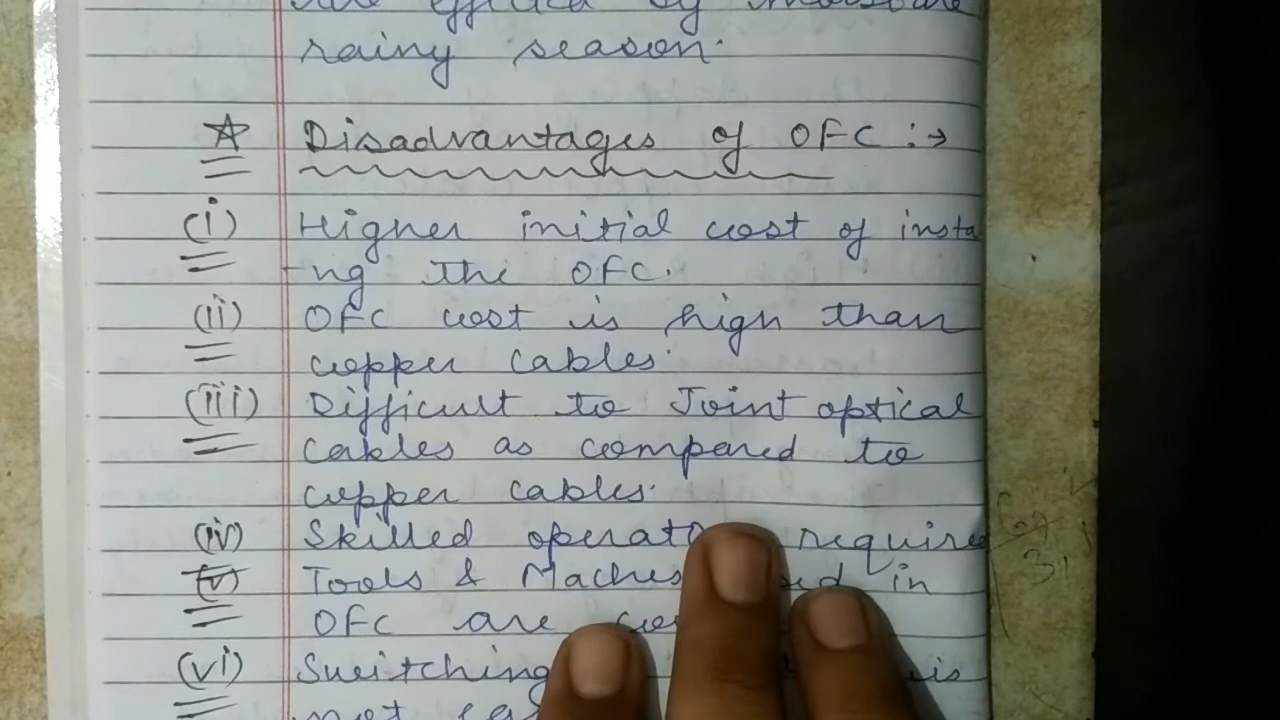 rainy season.
☆ Disadvantages of OFC :→
(i) Higher initial cost of insta
-ng the OFC.
(ii) OFC cost is high than
copper cables.
(iii) Difficult to Joint optical
cables as compared to
copper cables.
(iv) Skilled operato require
(v) Tools & Maches in
OFC are
(vi) Switching is
not